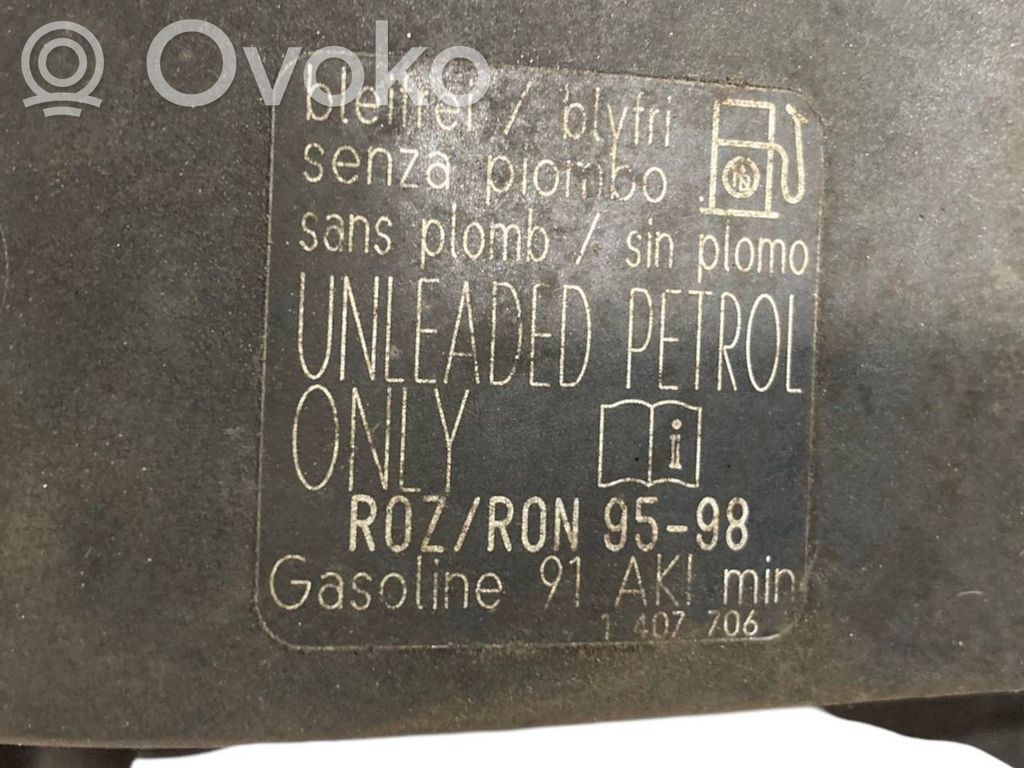 Ovoko
bleifrei / blyfri
senza piombo
sans plomb / sin plomo
UNLEADED PETROL
ONLY
i
ROZ/RON 95-98
Gasoline 91 AKI min
1 407 706